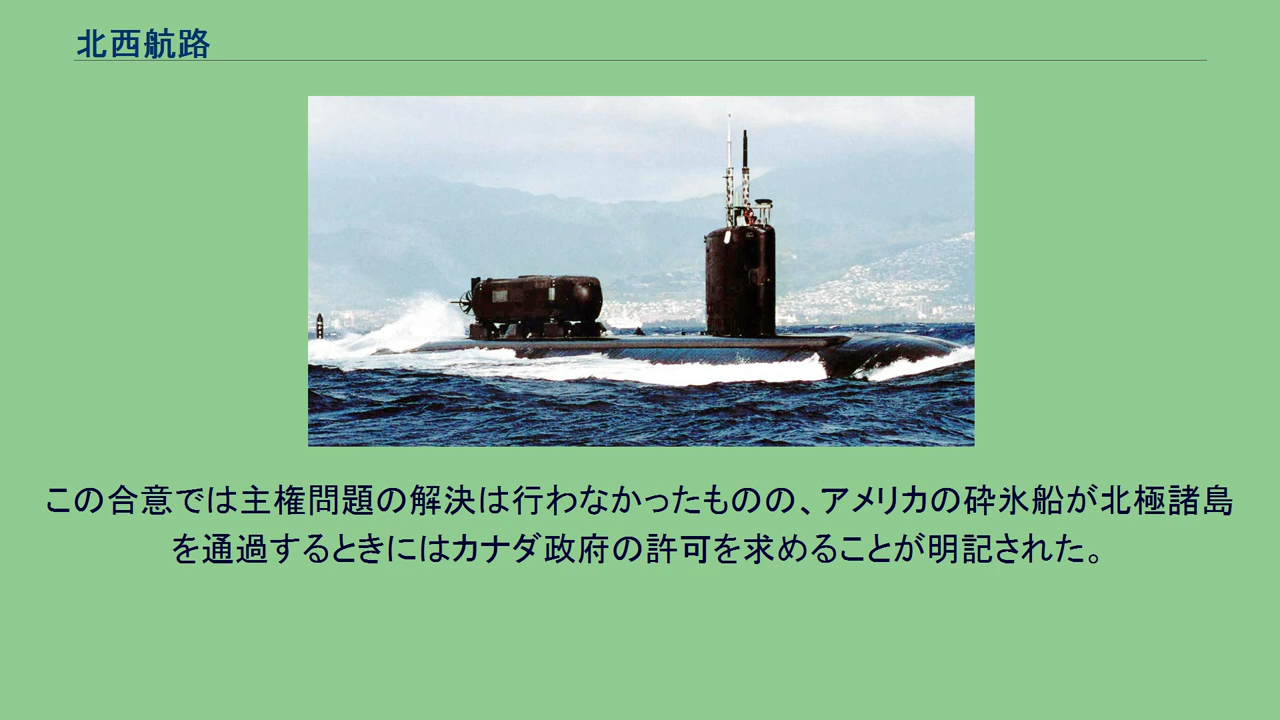 北西航路
この合意では主権問題の解決は行わなかったものの、アメリカの砕氷船が北極諸島
を通過するときにはカナダ政府の許可を求めることが明記された。